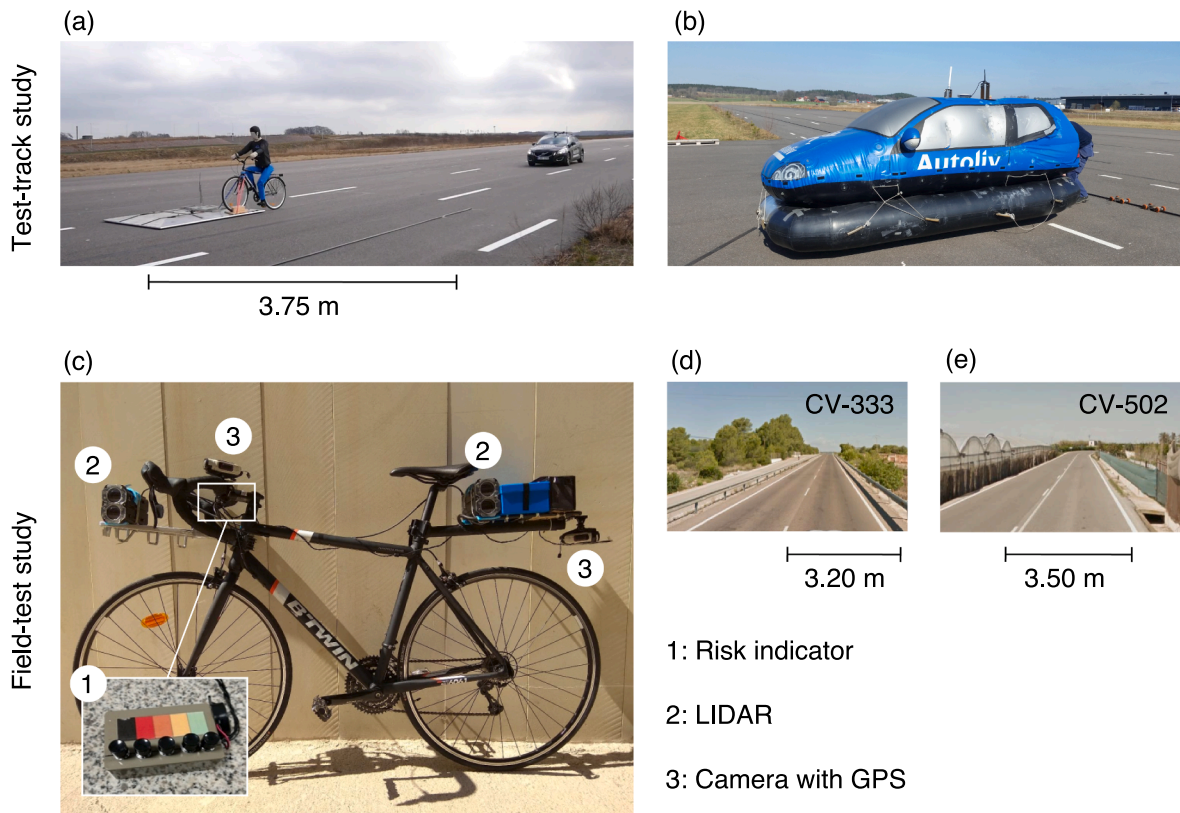 (a)
(b)
Test-track study
Autoliv
3.75 m
(c)
(d)
(e)
Field-test study
3
2
2
3
B'TWIN
1
CV-333
CV-502
3.20 m
3.50 m
1: Risk indicator
2: LIDAR
3: Camera with GPS